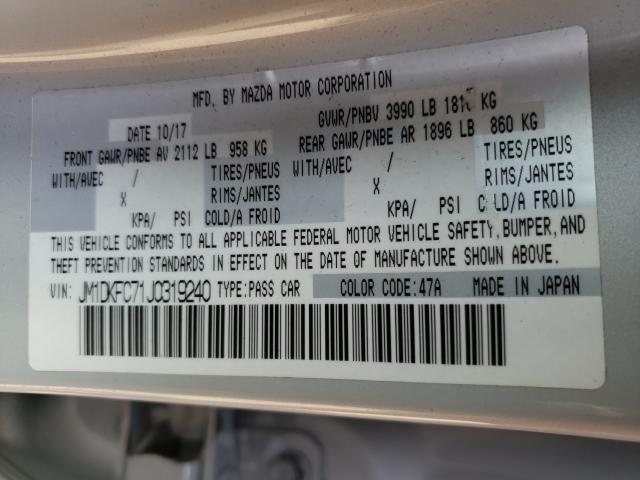 MFD. BY MAZDA MOTOR CORPORATION
DATE 10/17 GVWR/PNBV 3990 LB 1810 KG
FRONT GAWR/PNBE AV 2112 LB 958 KG REAR GAWR/PNBE AR 1896 LB 860 KG
WITH/AVEC / TIRES/PNEUS WITH/AVEC / TIRES/PNEUS
X RIMS/JANTES X RIMS/JANTES
KPA/ PSI COLD/A FROID KPA/ PSI COLD/A FROID
THIS VEHICLE CONFORMS TO ALL APPLICABLE FEDERAL MOTOR VEHICLE SAFETY, BUMPER, AND
THEFT PREVENTION STANDARDS IN EFFECT ON THE DATE OF MANUFACTURE SHOWN ABOVE.
VIN: JM1DKFC71J0319240 TYPE:PASS CAR COLOR CODE:47A MADE IN JAPAN